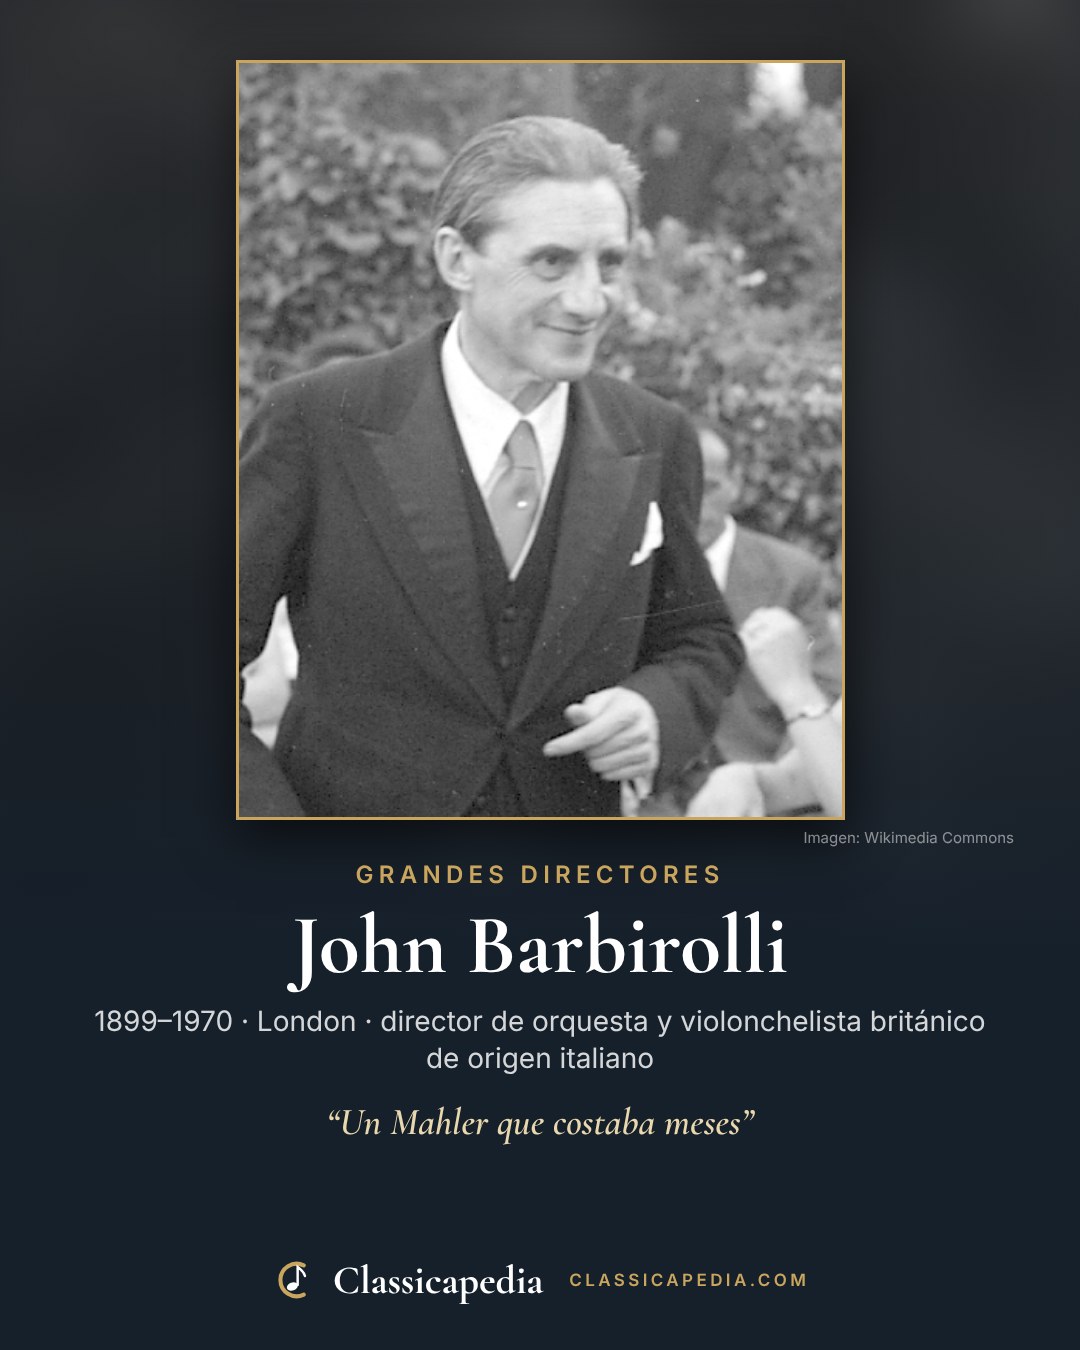 Imagen: Wikimedia Commons
GRANDES DIRECTORES
John Barbirolli
1899–1970 · London · director de orquesta y violonchelista británico
de origen italiano
“Un Mahler que costaba meses”
Classicapedia CLASSICAPEDIA.COM